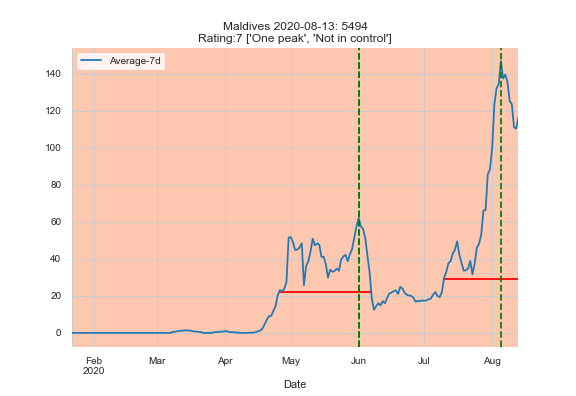 Maldives 2020-08-13: 5494
Rating:7 ['One peak', 'Not in control']
Average-7d
140
120
100
80
60
40
20
0
Feb Mar Apr May Jun Jul Aug
2020
Date